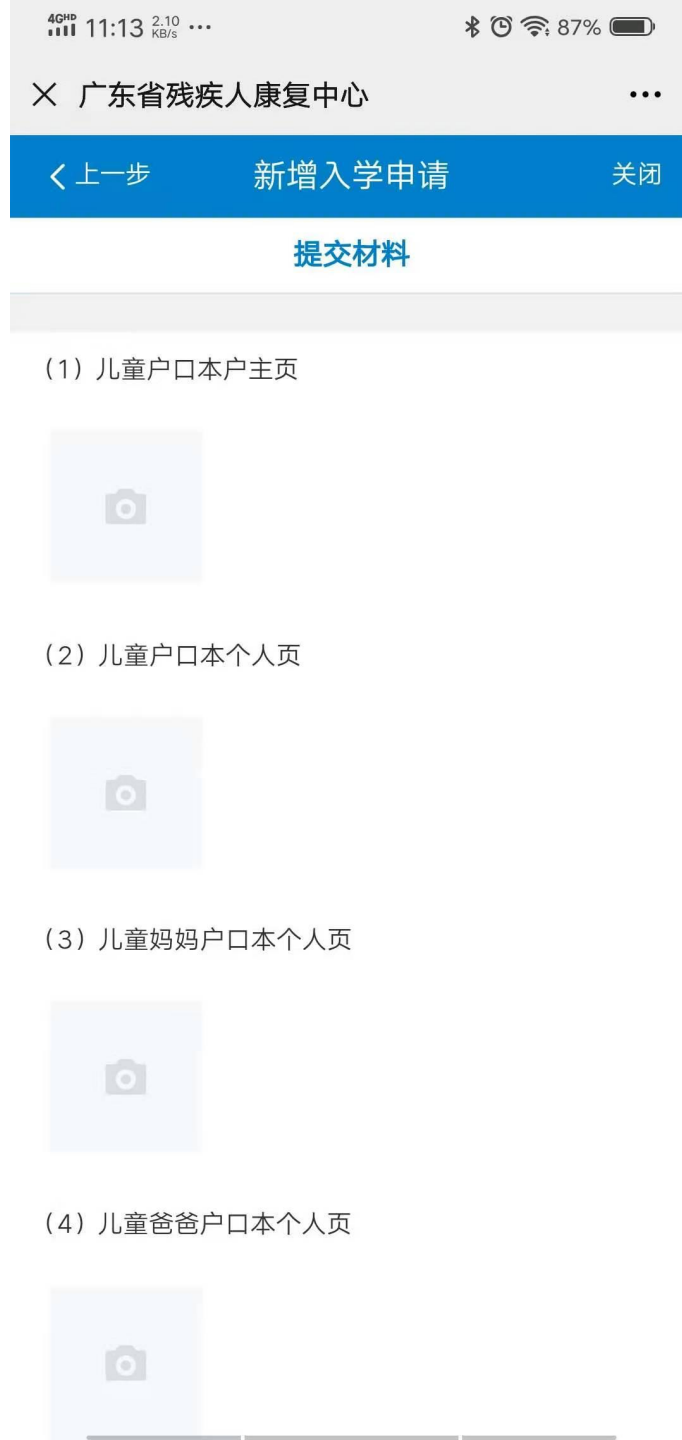 4GHD 11:13 2.10 KB/s ··· 87%
广东省残疾人康复中心 ···
上一步 新增入学申请 关闭
提交材料
（1）儿童户口本户主页
（2）儿童户口本个人页
（3）儿童妈妈户口本个人页
（4）儿童爸爸户口本个人页